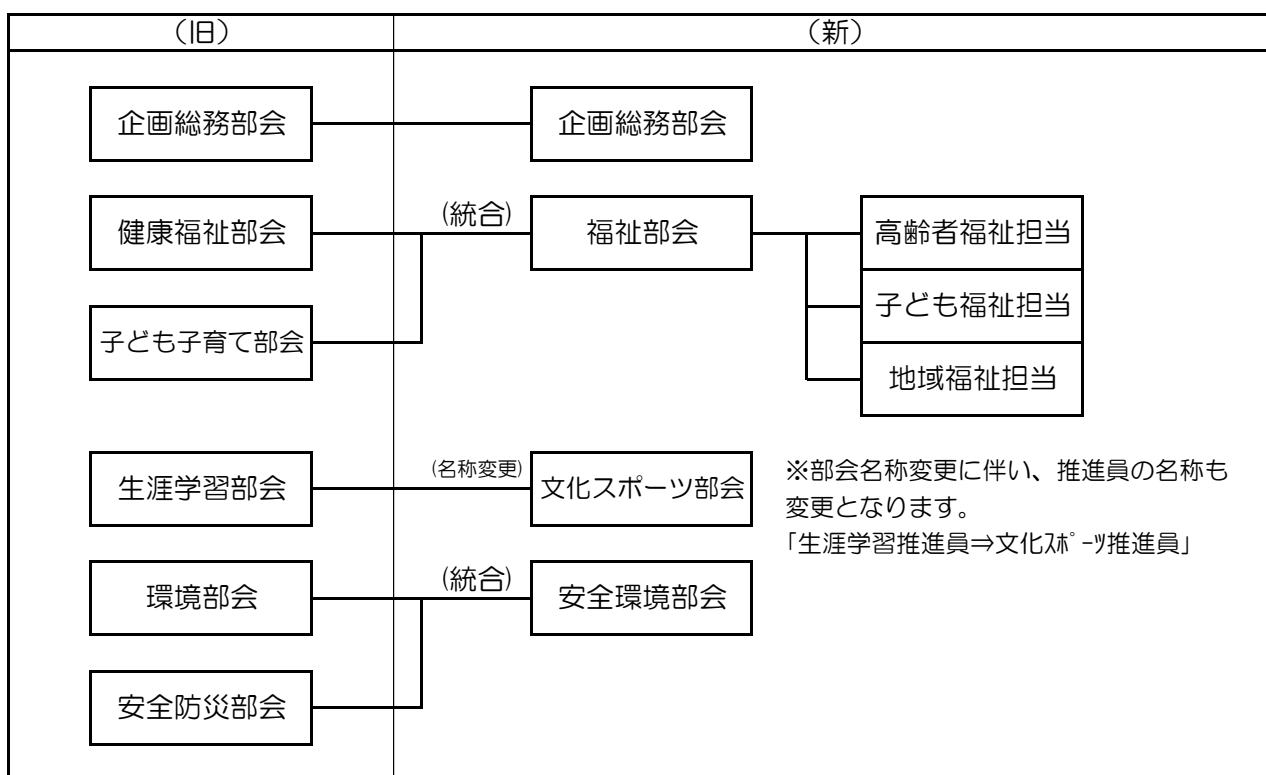 (旧)
(新)
企画総務部会
企画総務部会
健康福祉部会
(統合)
福祉部会
高齢者福祉担当
子ども福祉担当
子ども子育て部会
地域福祉担当
生涯学習部会
(名称変更)
文化スポーツ部会
※部会名称変更に伴い、推進員の名称も
変更となります。
「生涯学習推進員⇒文化ｽﾎﾟｰﾂ推進員」
環境部会
(統合)
安全環境部会
安全防災部会